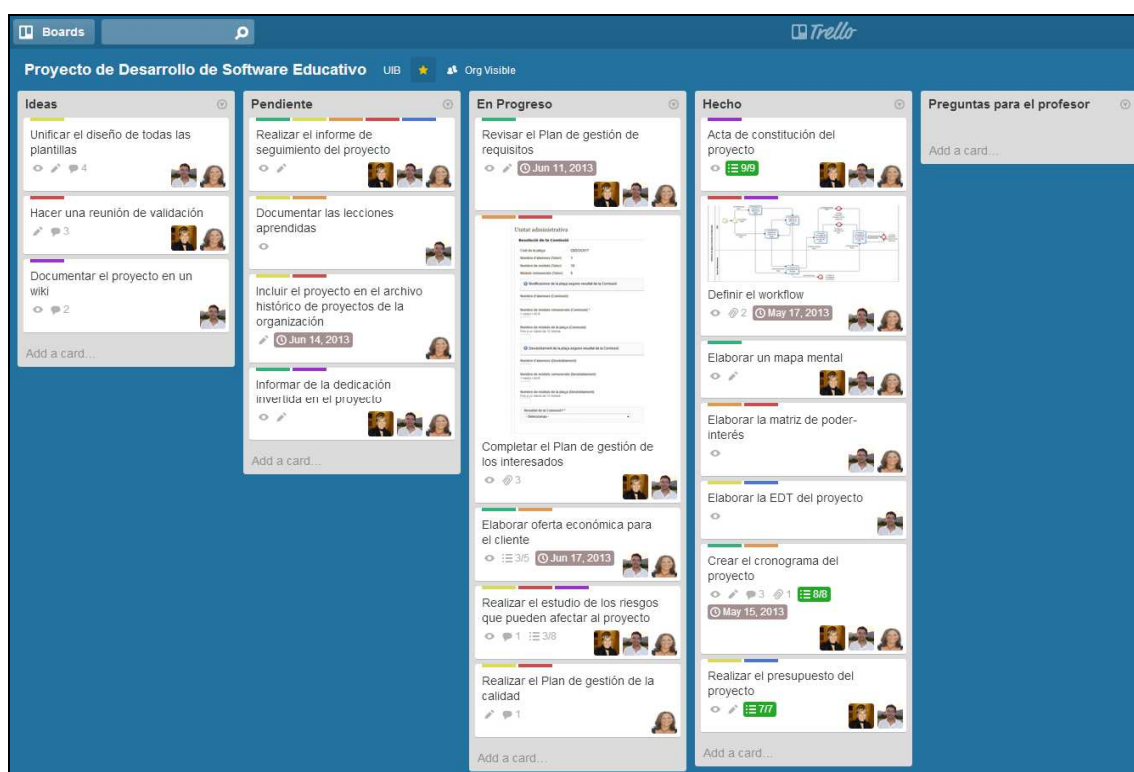 Boards
Trello
Proyecto de Desarrollo de Software Educativo UIB Org Visible
Ideas
Unificar el diseño de todas las
plantillas
4
Hacer una reunión de validación
3
Documentar el proyecto en un
wiki
2
Add a card...
Pendiente
Realizar el informe de
seguimiento del proyecto
Documentar las lecciones
aprendidas
Incluir el proyecto en el archivo
histórico de proyectos de la
organización
Jun 14, 2013
Informar de la dedicación
invertida en el proyecto
Add a card...
En Progreso
Revisar el Plan de gestión de
requisitos
Jun 11, 2013
Unitat administrativa
Completar el Plan de gestión de
los interesados
3
Elaborar oferta económica para
el cliente
3/5 Jun 17, 2013
Realizar el estudio de los riesgos
que pueden afectar al proyecto
1 3/8
Realizar el Plan de gestión de la
calidad
1
Add a card...
Hecho
Acta de constitución del
proyecto
9/9
Definir el workflow
2 May 17, 2013
Elaborar un mapa mental
Elaborar la matriz de poder-
interés
Elaborar la EDT del proyecto
Crear el cronograma del
proyecto
3 1 8/8
May 15, 2013
Realizar el presupuesto del
proyecto
7/7
Add a card...
Preguntas para el profesor
Add a card...